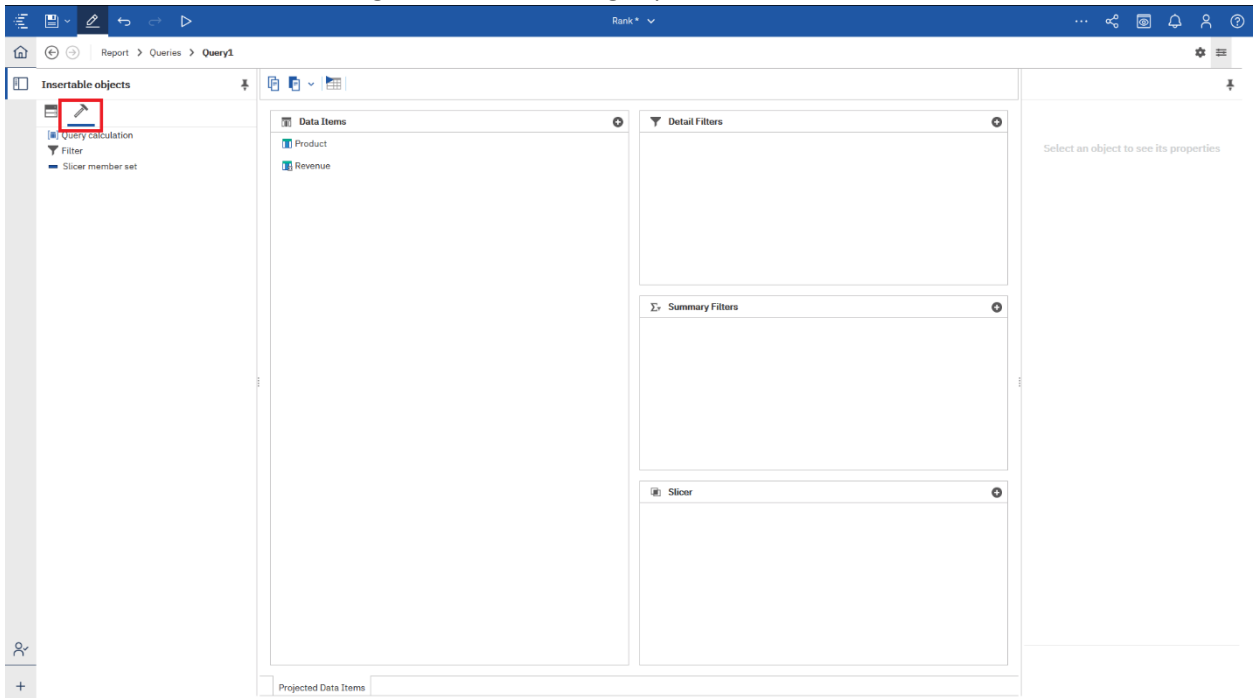 Rank *
Report > Queries > Query1
Insertable objects
Query calculation
Filter
Slicer member set
Data Items
Product
Revenue
Detail Filters
Summary Filters
Slicer
Select an object to see its properties
Projected Data Items